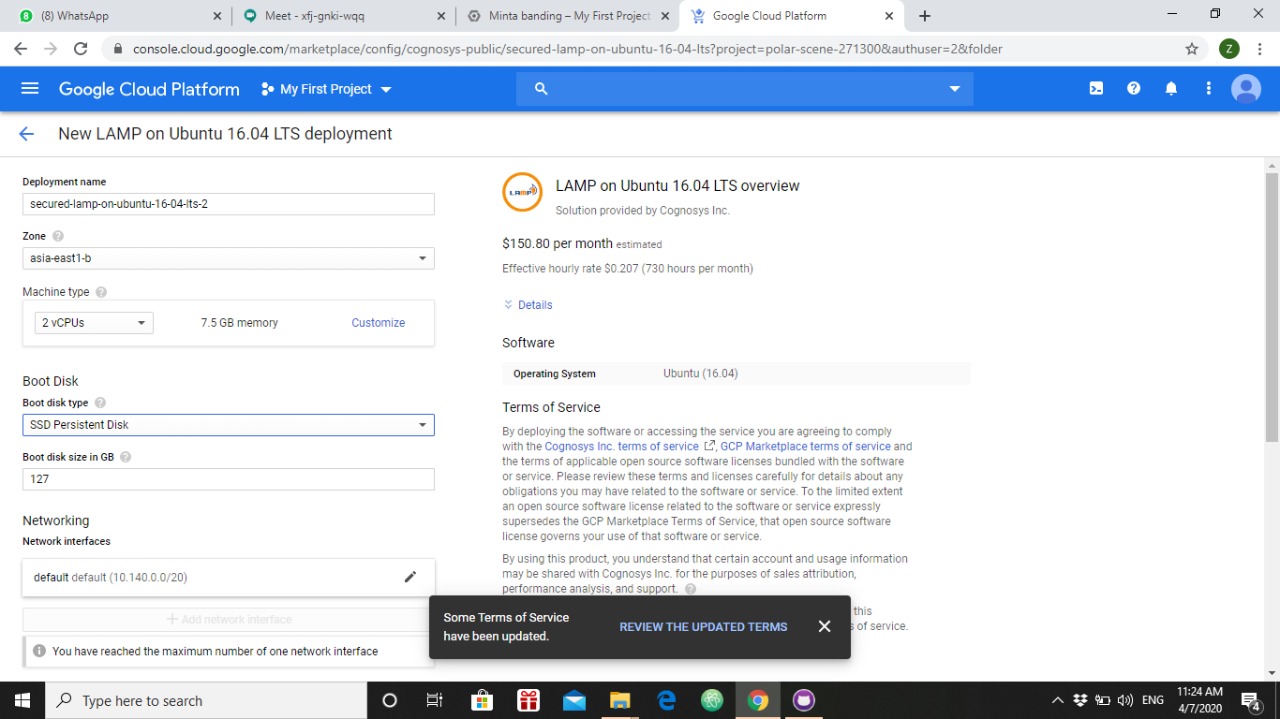 (8) WhatsApp
Meet - xfj-gnki-wqq
Minta banding – My First Project
Google Cloud Platform
console.cloud.google.com/marketplace/config/cognosys-public/secured-lamp-on-ubuntu-16-04-lts?project=polar-scene-271300&authuser=2&folder
Z
Google Cloud Platform
My First Project
New LAMP on Ubuntu 16.04 LTS deployment
Deployment name
secured-lamp-on-ubuntu-16-04-lts-2
Zone
asia-east1-b
Machine type
2 vCPUs
7.5 GB memory
Customize
Boot Disk
Boot disk type
SSD Persistent Disk
Boot disk size in GB
127
Networking
Network interfaces
default default (10.140.0.0/20)
+ Add network interface
You have reached the maximum number of one network interface
LAMP
LAMP on Ubuntu 16.04 LTS overview
Solution provided by Cognosys Inc.
$150.80 per month estimated
Effective hourly rate $0.207 (730 hours per month)
Details
Software
Operating System
Ubuntu (16.04)
Terms of Service
By deploying the software or accessing the service you are agreeing to comply
with the Cognosys Inc. terms of service , GCP Marketplace terms of service and
the terms of applicable open source software licenses bundled with the software
or service. Please review these terms and licenses carefully for details about any
obligations you may have related to the software or service. To the limited extent
an open source software license related to the software or service expressly
supersedes the GCP Marketplace Terms of Service, that open source software
license governs your use of that software or service.
By using this product, you understand that certain account and usage information
may be shared with Cognosys Inc. for the purposes of sales attribution,
performance analysis, and support.
this
s of service.
Some Terms of Service
have been updated.
REVIEW THE UPDATED TERMS
Type here to search
ENG
11:24 AM
4/7/2020
4